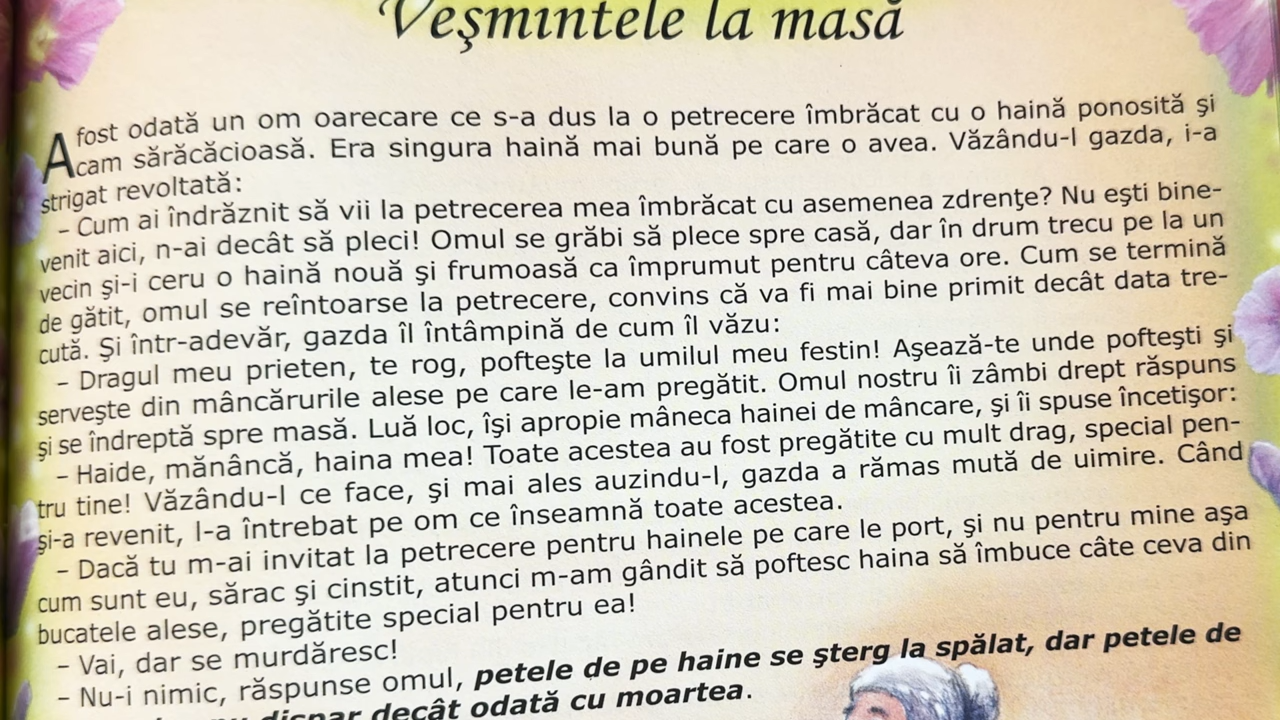 Veşmintele la masă
A fost odată un om oarecare ce s-a dus la o petrecere îmbrăcat cu o haină ponosită şi
cam sărăcăcioasă. Era singura haină mai bună pe care o avea. Văzându-l gazda, i-a
strigat revoltată:
– Cum ai îndrăznit să vii la petrecerea mea îmbrăcat cu asemenea zdrenţe? Nu eşti bine-
venit aici, n-ai decât să pleci! Omul se grăbi să plece spre casă, dar în drum trecu pe la un
vecin şi-i ceru o haină nouă şi frumoasă ca împrumut pentru câteva ore. Cum se termină
de gătit, omul se reîntoarse la petrecere, convins că va fi mai bine primit decât data tre-
cută. Şi într-adevăr, gazda îl întâmpină de cum îl văzu:
– Dragul meu prieten, te rog, pofteşte la umilul meu festin! Aşează-te unde pofteşti şi
serveşte din mâncărurile alese pe care le-am pregătit. Omul nostru îi zâmbi drept răspuns
şi se îndreptă spre masă. Luă loc, îşi apropie mâneca hainei de mâncare, şi îi spuse încetişor:
– Haide, mănâncă, haina mea! Toate acestea au fost pregătite cu mult drag, special pen-
tru tine! Văzându-l ce face, şi mai ales auzindu-l, gazda a rămas mută de uimire. Când
şi-a revenit, l-a întrebat pe om ce înseamnă toate acestea.
– Dacă tu m-ai invitat la petrecere pentru hainele pe care le port, şi nu pentru mine aşa
cum sunt eu, sărac şi cinstit, atunci m-am gândit să poftesc haina să îmbuce câte ceva din
bucatele alese, pregătite special pentru ea!
– Vai, dar se murdăresc!
– Nu-i nimic, răspunse omul, petele de pe haine se şterg la spălat, dar petele de
dispar decât odată cu moartea.